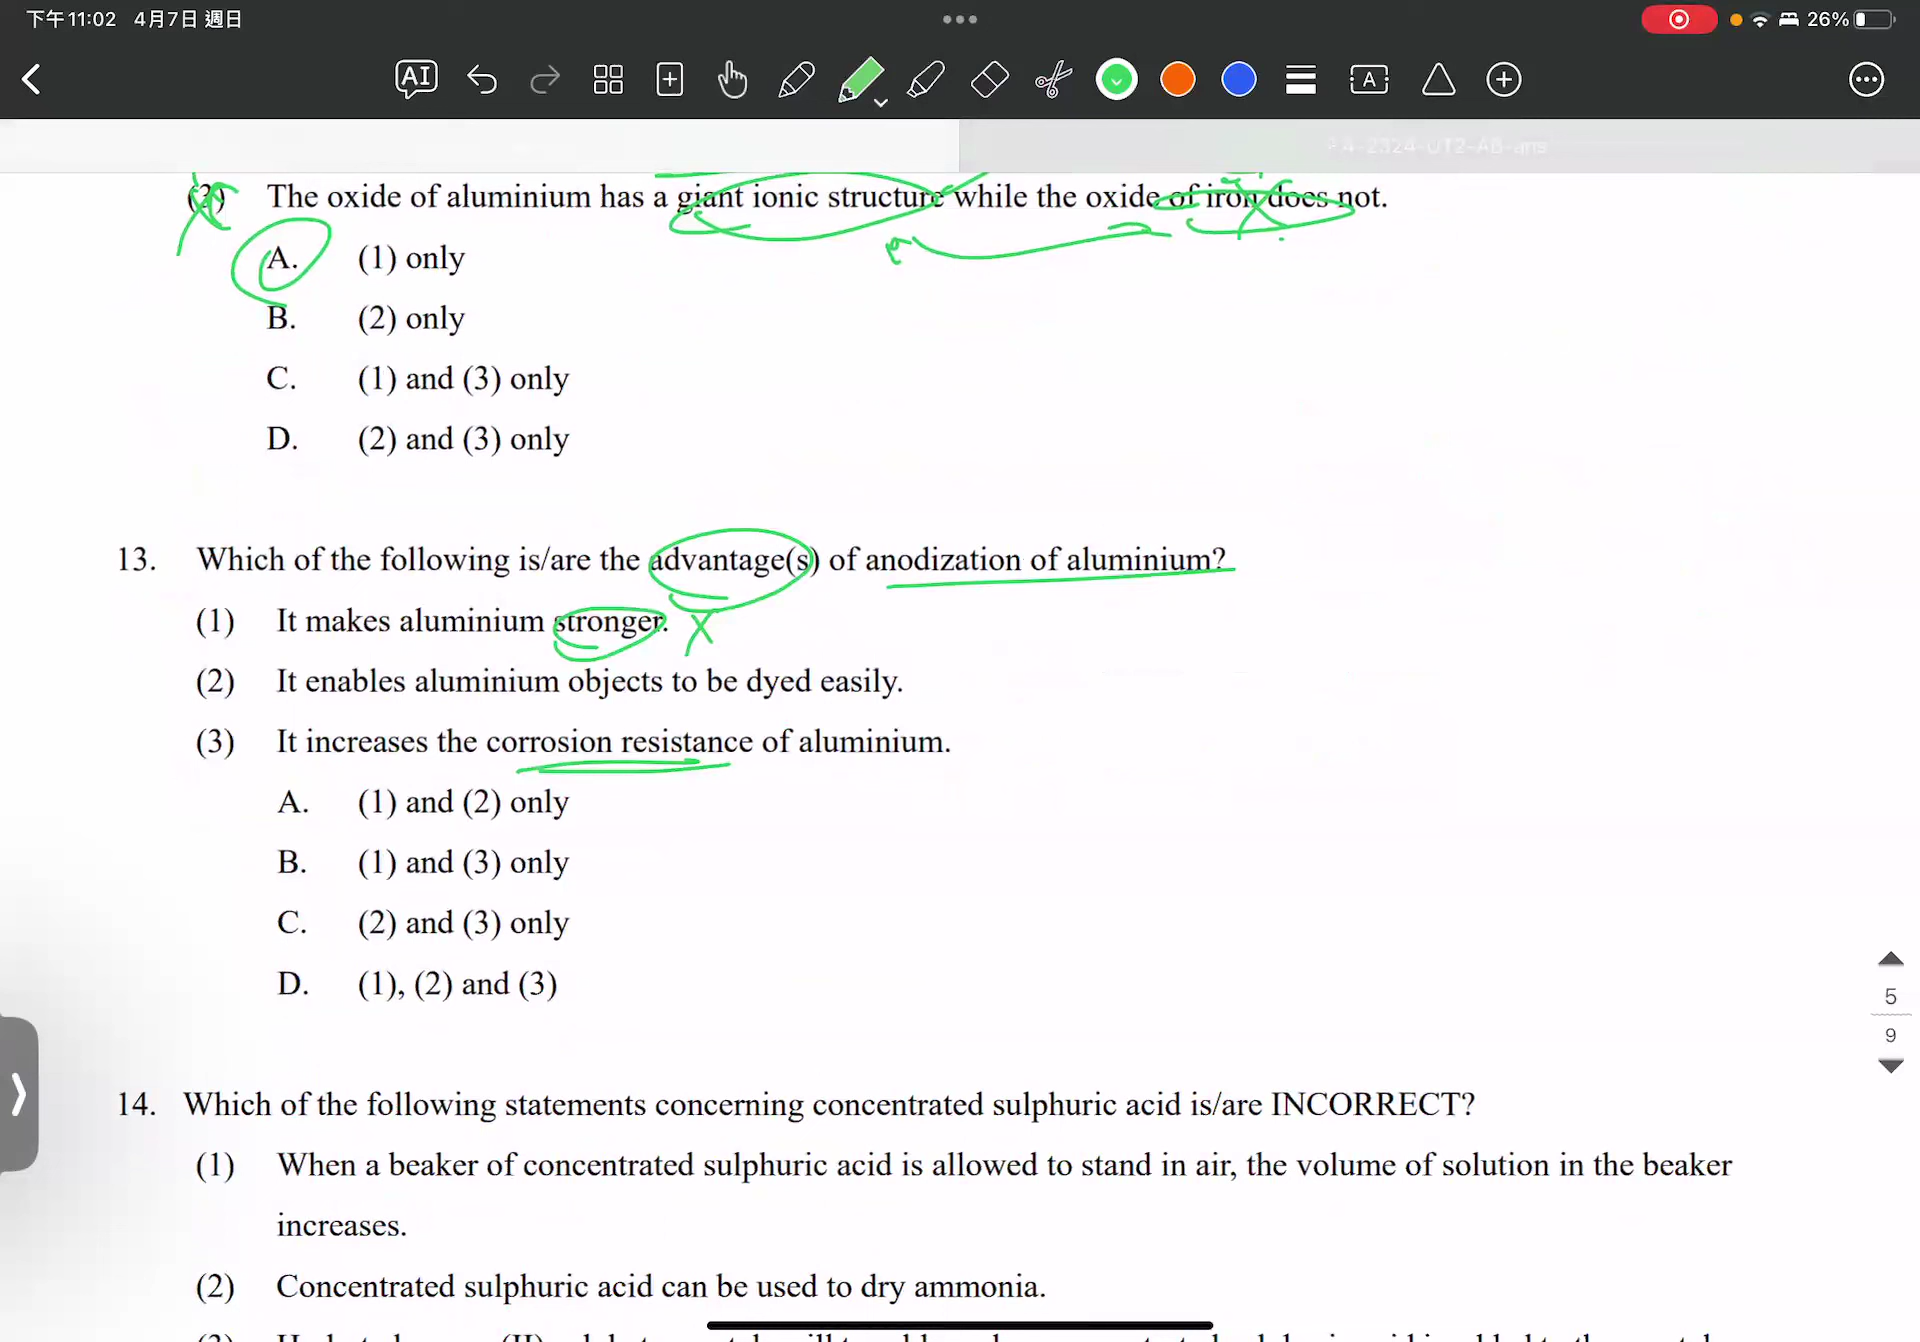 下午11:02 4月7日 週日
26%
AI
A
F4-2324-UT2-AB-ans
The oxide of aluminium has a giant ionic structure while the oxide of iron does not.
A. (1) only
B. (2) only
C. (1) and (3) only
D. (2) and (3) only
13. Which of the following is/are the advantage(s) of anodization of aluminium?
(1) It makes aluminium stronger. X
(2) It enables aluminium objects to be dyed easily.
(3) It increases the corrosion resistance of aluminium.
A. (1) and (2) only
B. (1) and (3) only
C. (2) and (3) only
D. (1), (2) and (3)
5
9
14. Which of the following statements concerning concentrated sulphuric acid is/are INCORRECT?
(1) When a beaker of concentrated sulphuric acid is allowed to stand in air, the volume of solution in the beaker
increases.
(2) Concentrated sulphuric acid can be used to dry ammonia.